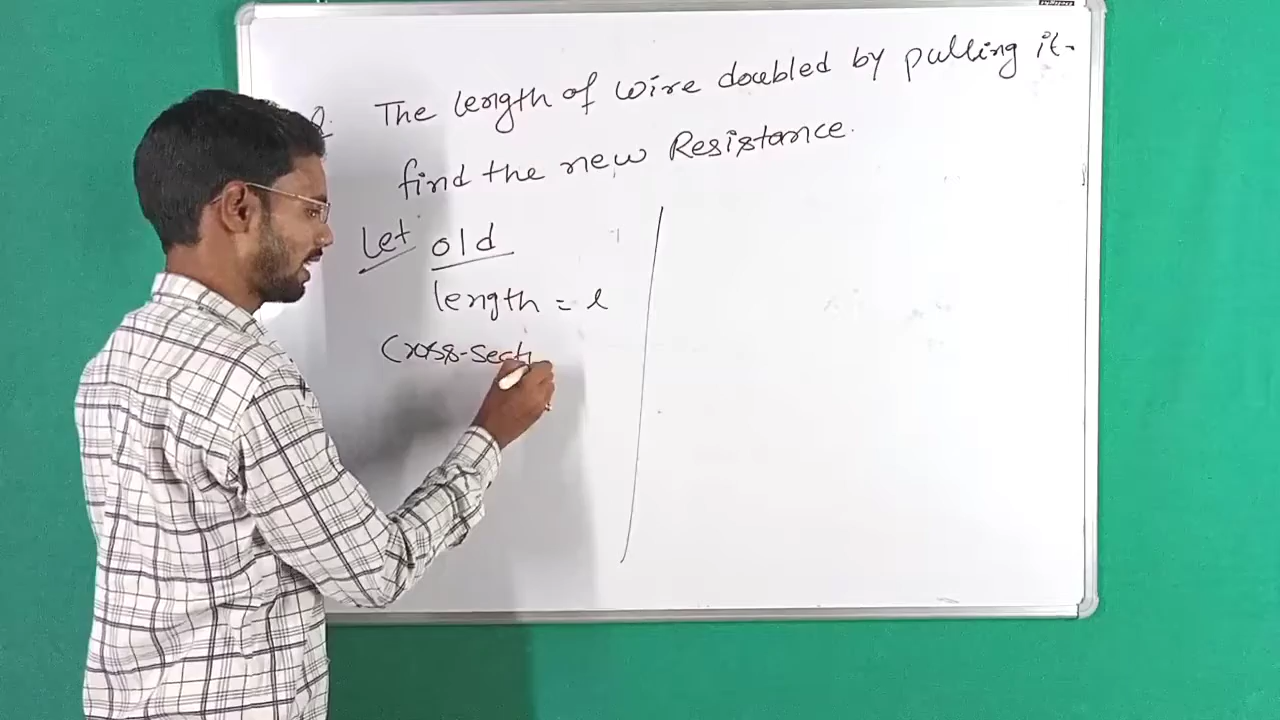 The length of wire doubled by pulling it.
find the new Resistance.
Let old
length = l
Cross-secti